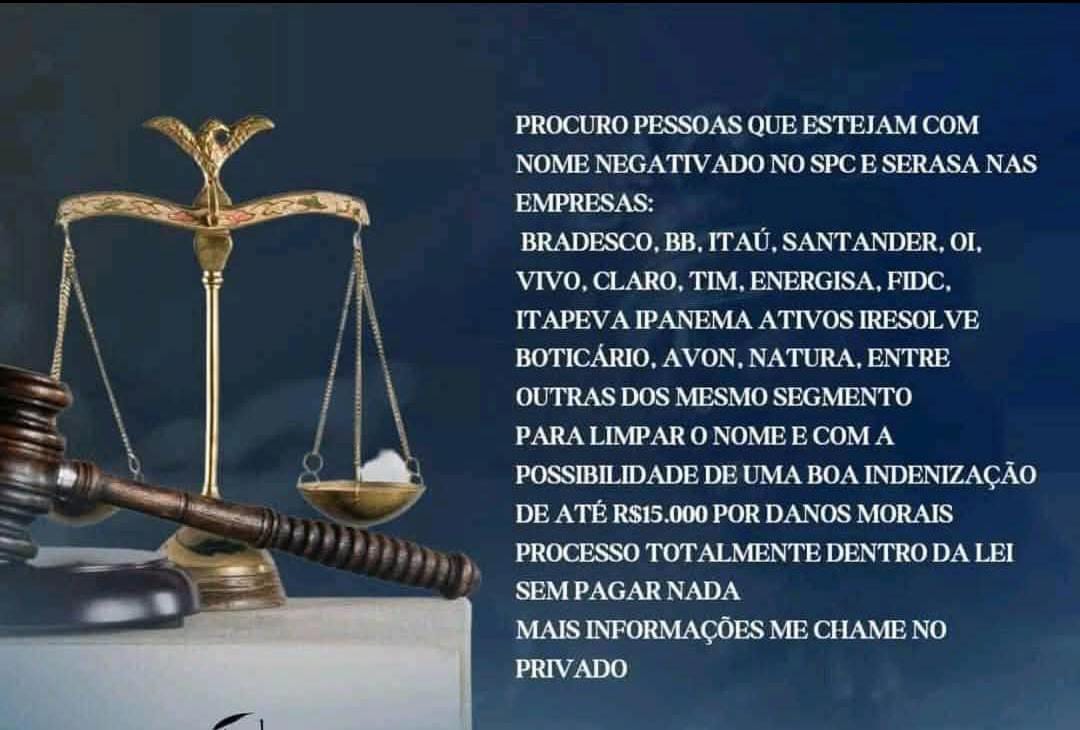 PROCURO PESSOAS QUE ESTEJAM COM
NOME NEGATIVADO NO SPC E SERASA NAS
EMPRESAS:
BRADESCO, BB, ITAÚ, SANTANDER, OI,
VIVO, CLARO, TIM, ENERGISA, FIDC,
ITAPEVA IPANEMA ATIVOS IRESOLVE
BOTICÁRIO, AVON, NATURA, ENTRE
OUTRAS DOS MESMO SEGMENTO
PARA LIMPAR O NOME E COM A
POSSIBILIDADE DE UMA BOA INDENIZAÇÃO
DE ATÉ R$15.000 POR DANOS MORAIS
PROCESSO TOTALMENTE DENTRO DA LEI
SEM PAGAR NADA
MAIS INFORMAÇÕES ME CHAME NO
PRIVADO